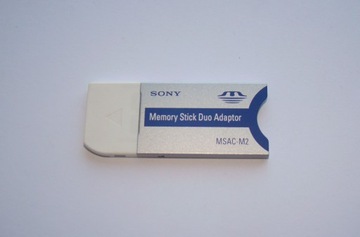 SONY
Memory Stick Duo Adaptor
MSAC-M2